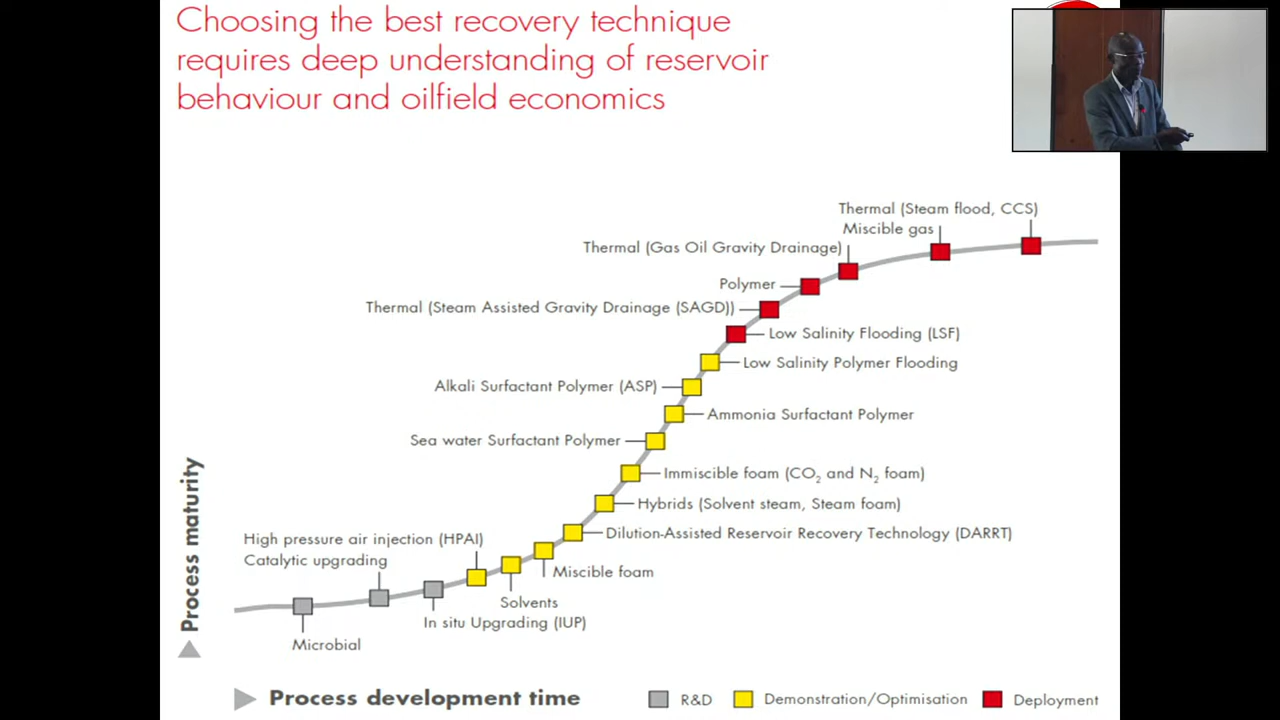 Choosing the best recovery technique
requires deep understanding of reservoir
behaviour and oilfield economics
Thermal (Steam flood, CCS)
Miscible gas
Thermal (Gas Oil Gravity Drainage)
Polymer
Thermal (Steam Assisted Gravity Drainage (SAGD))
Low Salinity Flooding (LSF)
Low Salinity Polymer Flooding
Alkali Surfactant Polymer (ASP)
Ammonia Surfactant Polymer
Sea water Surfactant Polymer
Immiscible foam (CO₂ and N₂ foam)
Hybrids (Solvent steam, Steam foam)
Dilution-Assisted Reservoir Recovery Technology (DARRT)
High pressure air injection (HPAI)
Catalytic upgrading
Miscible foam
Solvents
In situ Upgrading (IUP)
Microbial
Process maturity
Process development time
R&D
Demonstration/Optimisation
Deployment